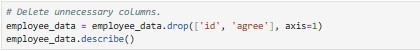 # Delete unnecessary columns.
employee_data = employee_data.drop(['id', 'agree'], axis=1)
employee_data.describe()